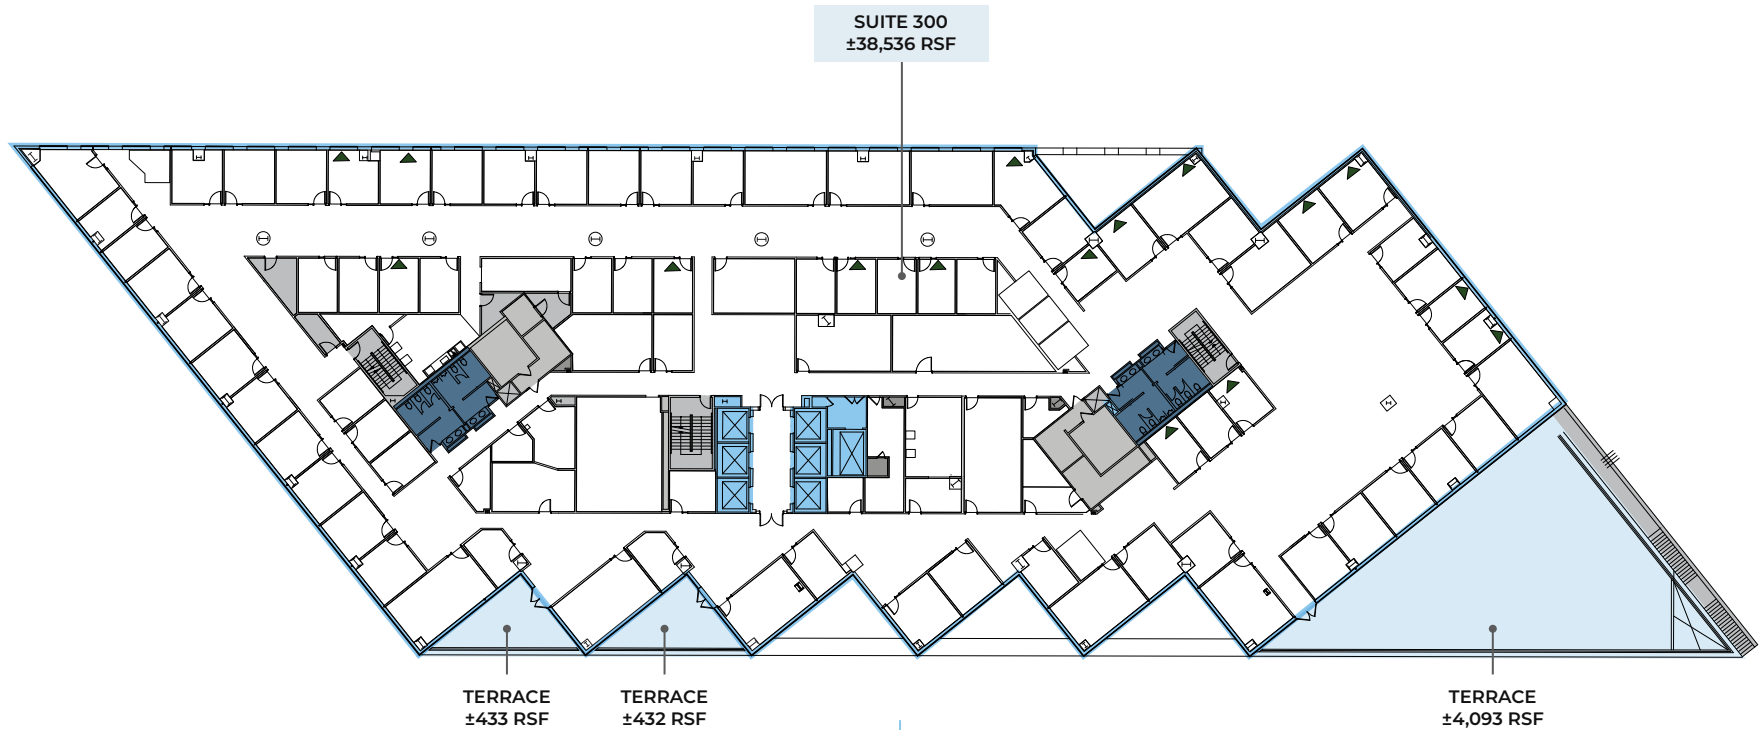 SUITE 300
±38,536 RSF
TERRACE
±433 RSF
TERRACE
±432 RSF
TERRACE
±4,093 RSF